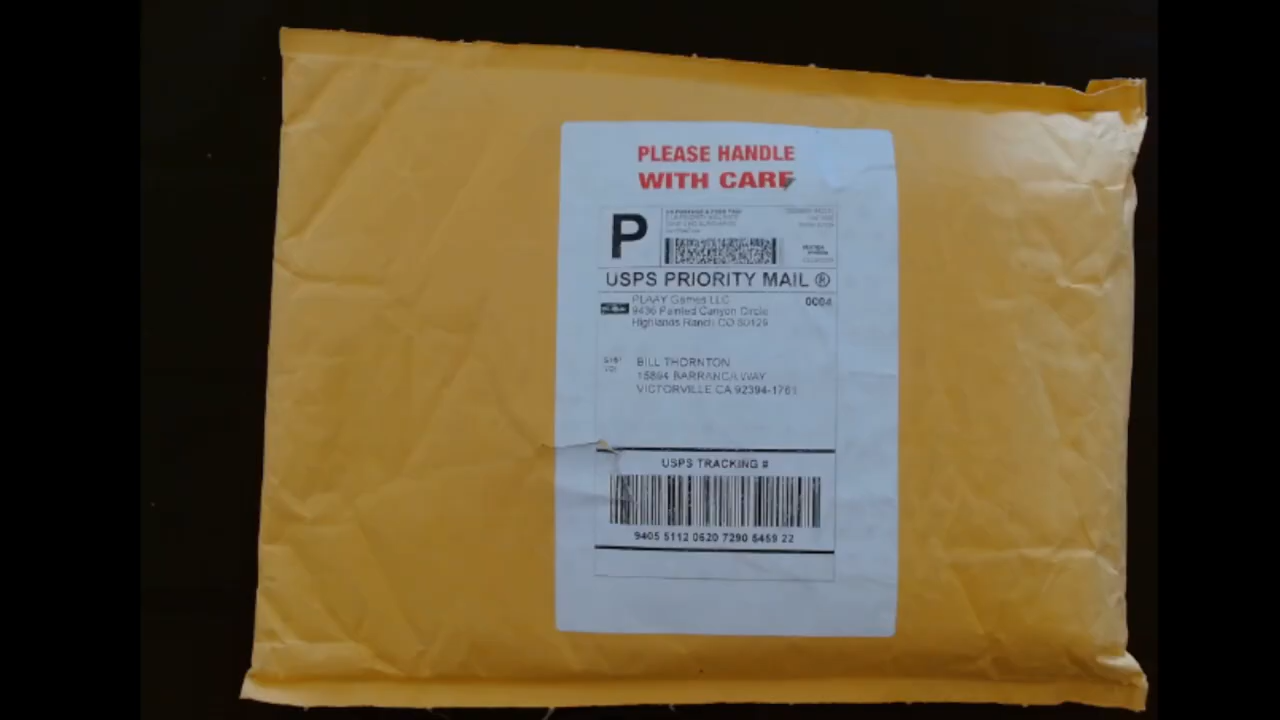 PLEASE HANDLE
WITH CARE
P
USPS PRIORITY MAIL ®
PLAAY Games LLC
9436 Painted Canyon Circle
Highlands Ranch CO 80129
0004
BILL THORNTON
15894 BARRANCA WAY
VICTORVILLE CA 92394-1761
USPS TRACKING #
9405 5112 0620 7290 5459 22